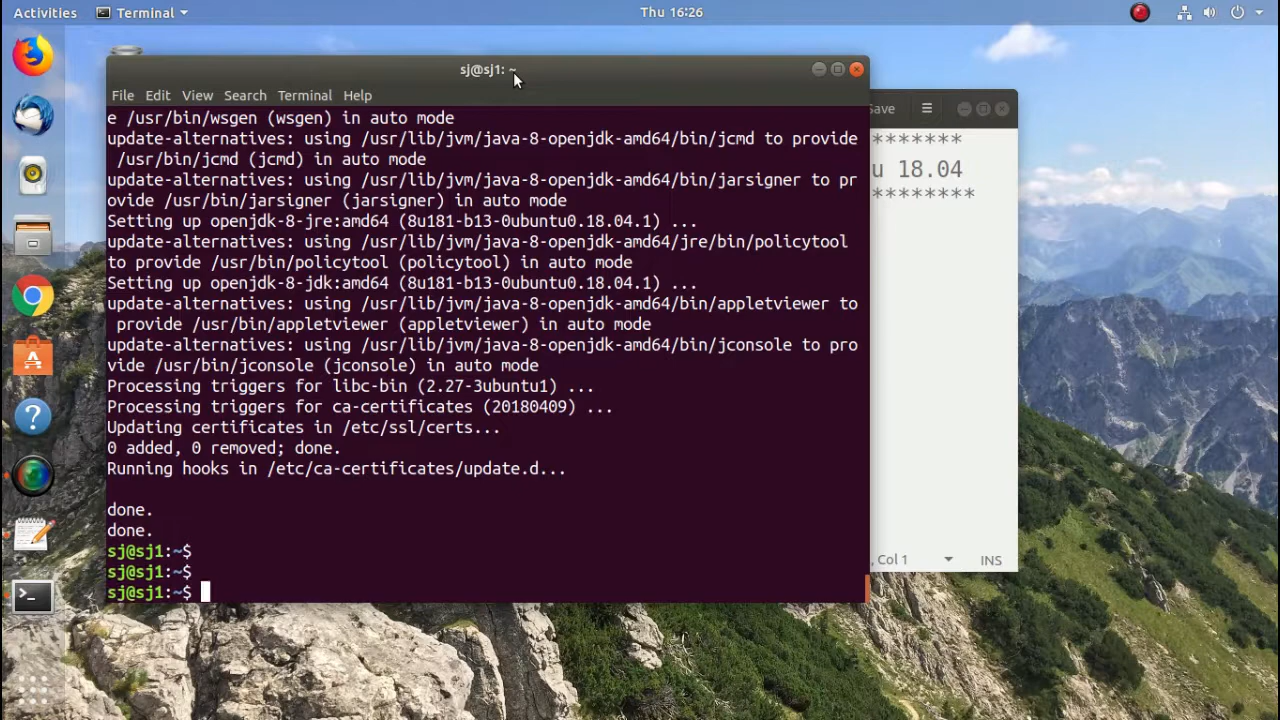 Activities Terminal Thu 16:26
sj@sj1: ~
File Edit View Search Terminal Help
e /usr/bin/wsgen (wsgen) in auto mode
update-alternatives: using /usr/lib/jvm/java-8-openjdk-amd64/bin/jcmd to provide
 /usr/bin/jcmd (jcmd) in auto mode
update-alternatives: using /usr/lib/jvm/java-8-openjdk-amd64/bin/jarsigner to pr
ovide /usr/bin/jarsigner (jarsigner) in auto mode
Setting up openjdk-8-jre:amd64 (8u181-b13-0ubuntu0.18.04.1) ...
update-alternatives: using /usr/lib/jvm/java-8-openjdk-amd64/jre/bin/policytool
to provide /usr/bin/policytool (policytool) in auto mode
Setting up openjdk-8-jdk:amd64 (8u181-b13-0ubuntu0.18.04.1) ...
update-alternatives: using /usr/lib/jvm/java-8-openjdk-amd64/bin/appletviewer to
 provide /usr/bin/appletviewer (appletviewer) in auto mode
update-alternatives: using /usr/lib/jvm/java-8-openjdk-amd64/bin/jconsole to pro
vide /usr/bin/jconsole (jconsole) in auto mode
Processing triggers for libc-bin (2.27-3ubuntu1) ...
Processing triggers for ca-certificates (20180409) ...
Updating certificates in /etc/ssl/certs...
0 added, 0 removed; done.
Running hooks in /etc/ca-certificates/update.d...
done.
done.
sj@sj1:~$
sj@sj1:~$
sj@sj1:~$
ave
*******
u 18.04
********
, Col 1 INS